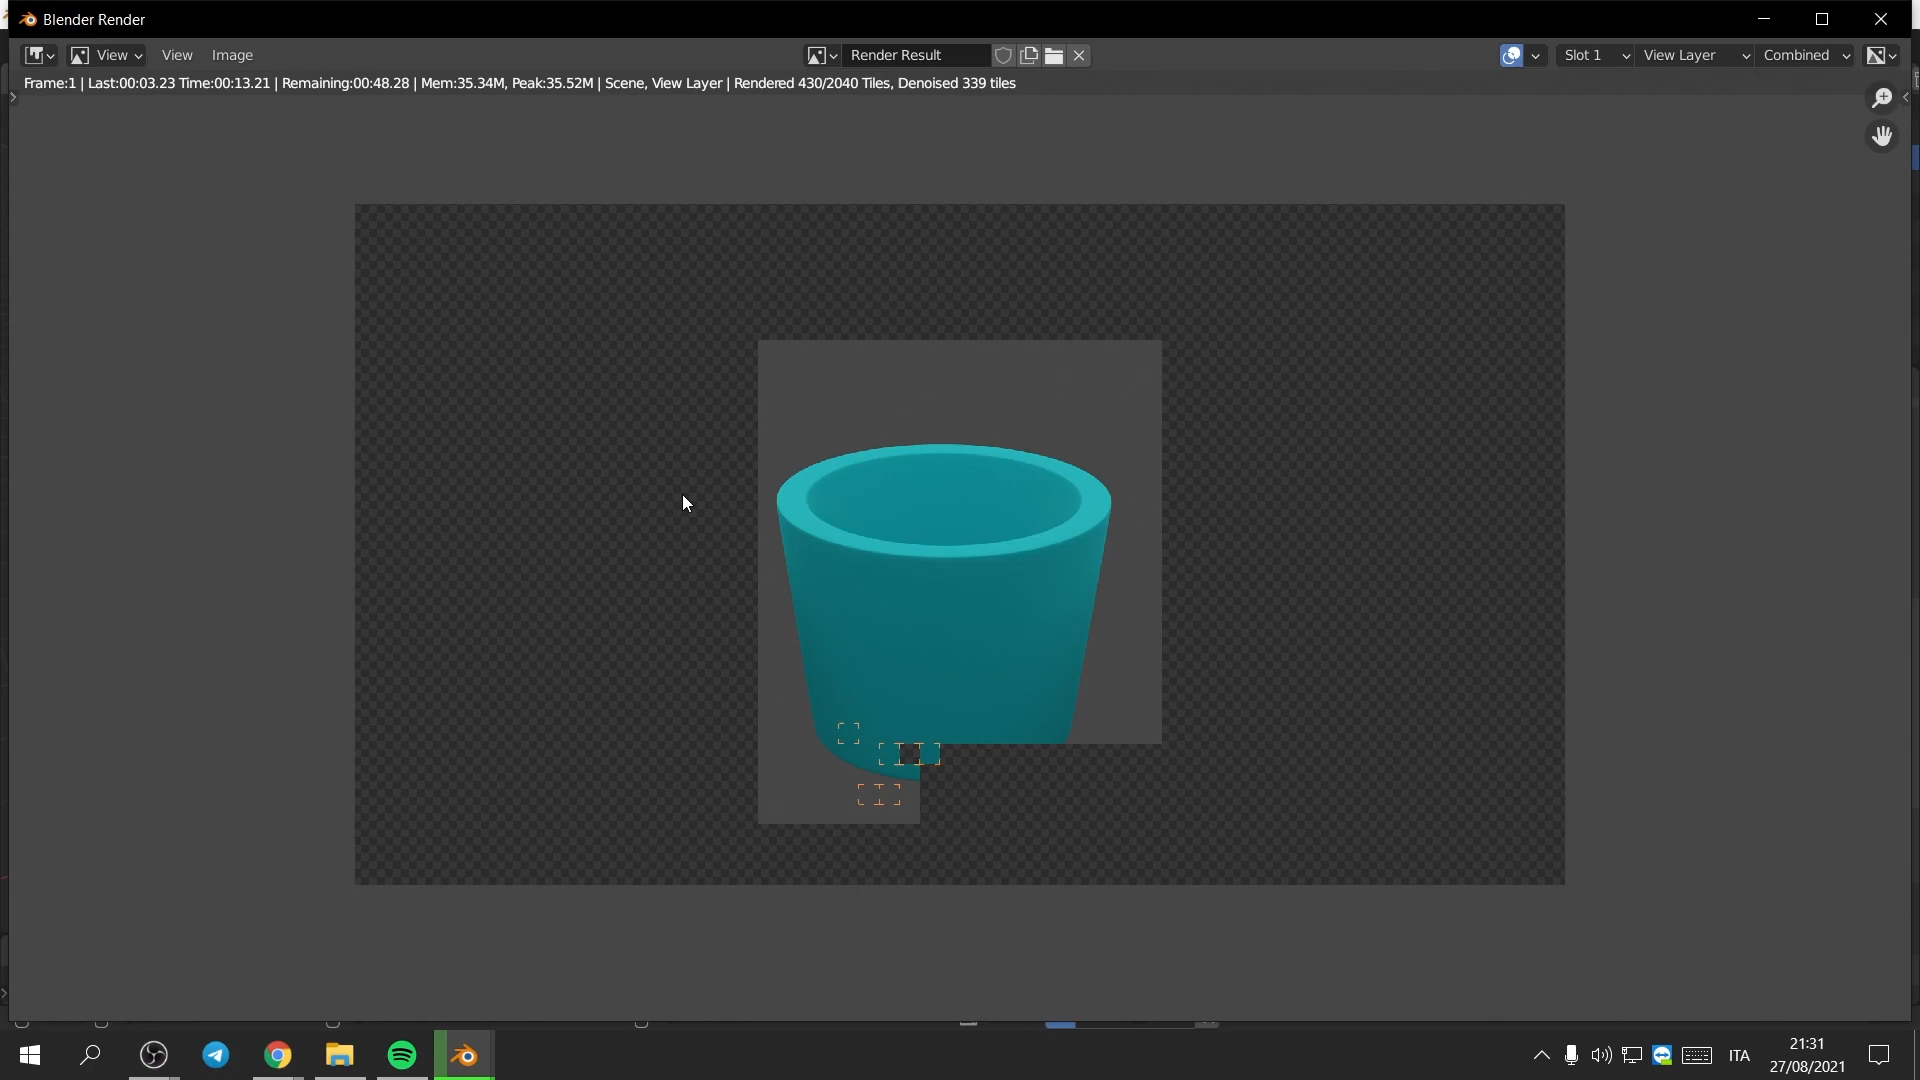 Blender Render
View View Image Render Result Slot 1 View Layer Combined
Frame:1 | Last:00:03.23 Time:00:13.21 | Remaining:00:48.28 | Mem:35.34M, Peak:35.52M | Scene, View Layer | Rendered 430/2040 Tiles, Denoised 339 tiles
ITA
21:31
27/08/2021